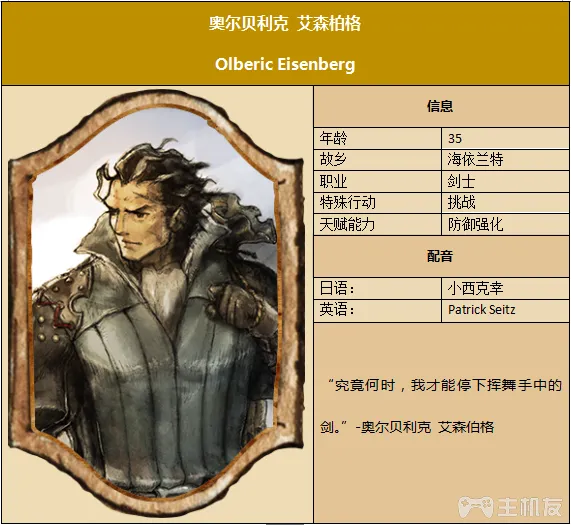 奥尔贝利克 艾森柏格
Olberic Eisenberg
信息
年龄 35
故乡 海依兰特
职业 剑士
特殊行动 挑战
天赋能力 防御强化
配音
日语: 小西克幸
英语: Patrick Seitz
“究竟何时，我才能停下挥舞手中的
剑。”-奥尔贝利克 艾森伯格
主机友